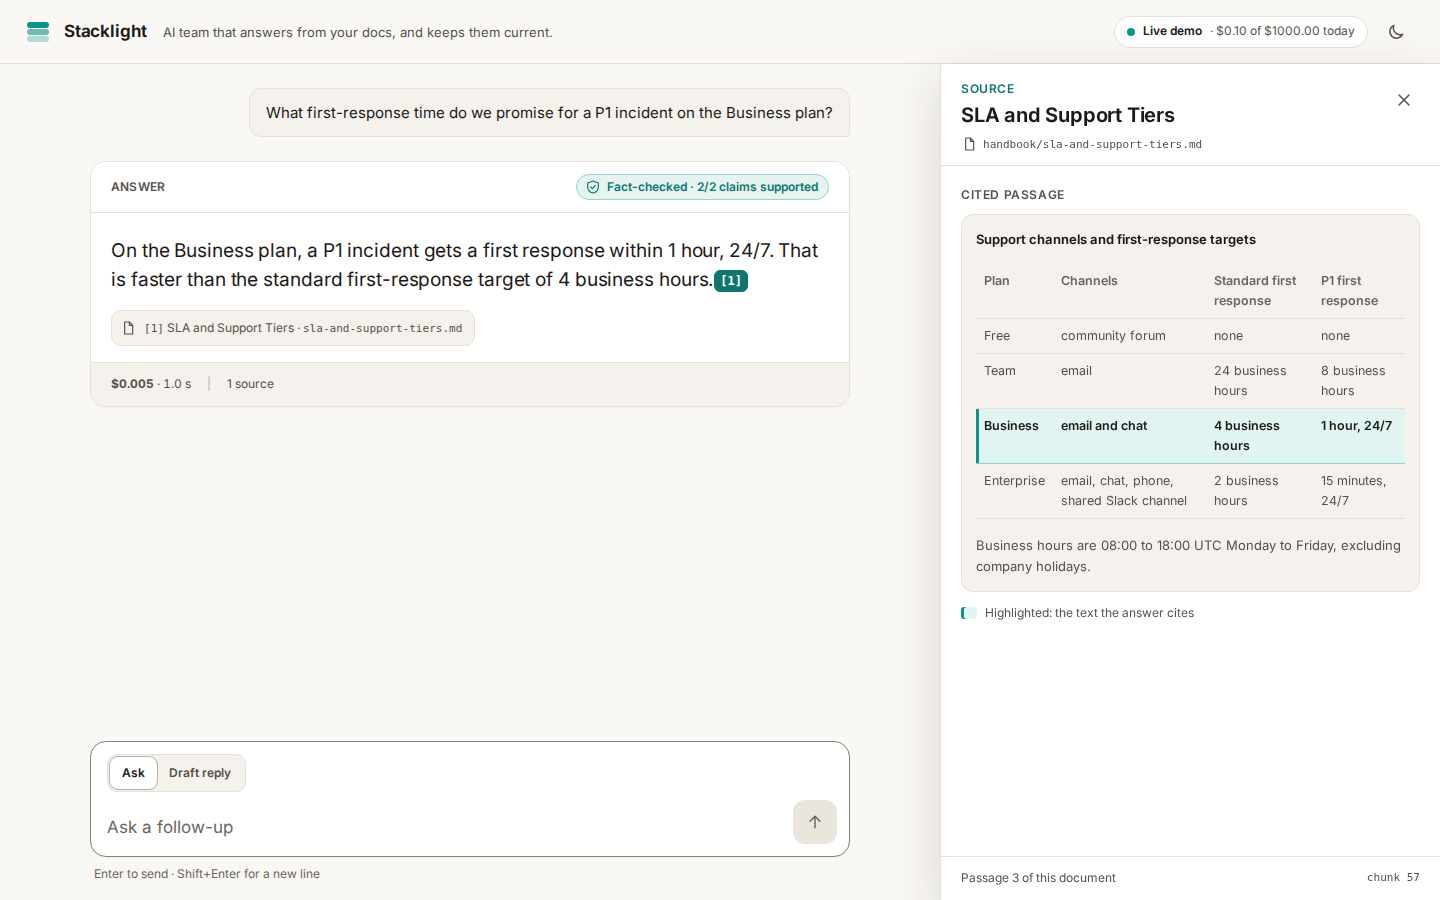 Stacklight
AI team that answers from your docs, and keeps them current.
Live demo · $0.10 of $1000.00 today
What first-response time do we promise for a P1 incident on the Business plan?
ANSWER
Fact-checked · 2/2 claims supported
On the Business plan, a P1 incident gets a first response within 1 hour, 24/7. That
is faster than the standard first-response target of 4 business hours. [1]
[1] SLA and Support Tiers · sla-and-support-tiers.md
$0.005 · 1.0 s
1 source
Ask
Draft reply
Ask a follow-up
Enter to send · Shift+Enter for a new line
SOURCE
SLA and Support Tiers
handbook/sla-and-support-tiers.md
CITED PASSAGE
Support channels and first-response targets
Plan Channels Standard first response P1 first response
Free community forum none none
Team email 24 business hours 8 business hours
Business email and chat 4 business hours 1 hour, 24/7
Enterprise email, chat, phone, shared Slack channel 2 business hours 15 minutes, 24/7
Business hours are 08:00 to 18:00 UTC Monday to Friday, excluding
company holidays.
Highlighted: the text the answer cites
Passage 3 of this document
chunk 57